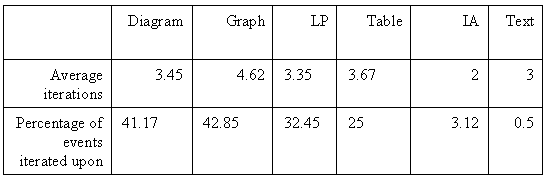 Diagram Graph LP Table IA Text
Average 3.45 4.62 3.35 3.67 2 3
iterations
Percentage of 41.17 42.85 32.45 25 3.12 0.5
events
iterated upon